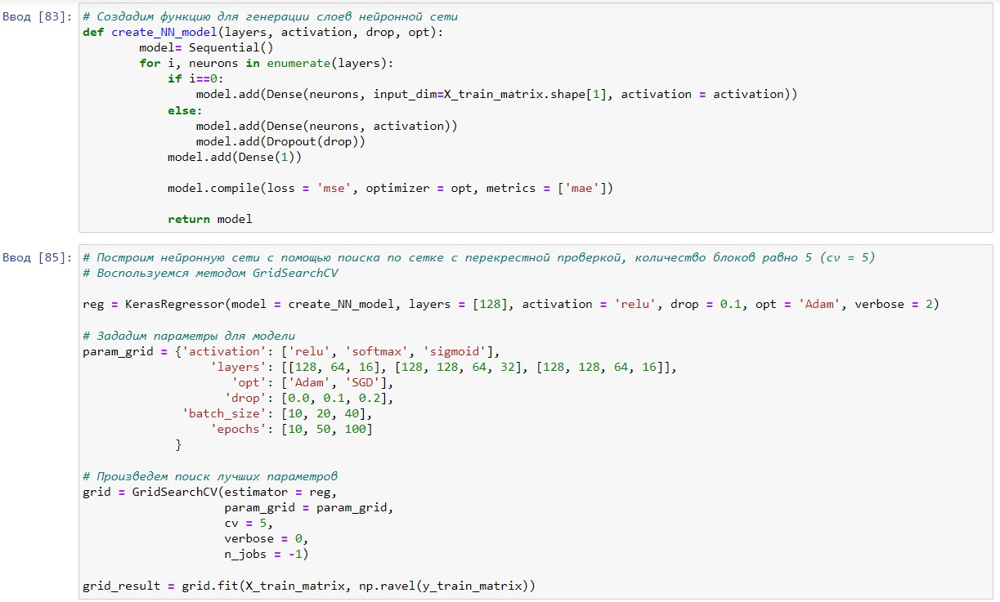 Ввод [83]: # Создадим функцию для генерации слоев нейронной сети
def create_NN_model(layers, activation, drop, opt):
        model= Sequential()
        for i, neurons in enumerate(layers):
            if i==0:
                model.add(Dense(neurons, input_dim=X_train_matrix.shape[1], activation = activation))
            else:
                model.add(Dense(neurons, activation))
                model.add(Dropout(drop))
            model.add(Dense(1))

            model.compile(loss = 'mse', optimizer = opt, metrics = ['mae'])

            return model

Ввод [85]: # Построим нейронную сети с помощью поиска по сетке с перекрестной проверкой, количество блоков равно 5 (cv = 5)
# Воспользуемся методом GridSearchCV

reg = KerasRegressor(model = create_NN_model, layers = [128], activation = 'relu', drop = 0.1, opt = 'Adam', verbose = 2)

# Зададим параметры для модели
param_grid = {'activation': ['relu', 'softmax', 'sigmoid'],
                  'layers': [[128, 64, 16], [128, 128, 64, 32], [128, 128, 64, 16]],
                     'opt': ['Adam', 'SGD'],
                    'drop': [0.0, 0.1, 0.2],
              'batch_size': [10, 20, 40],
                  'epochs': [10, 50, 100]
             }

# Произведем поиск лучших параметров
grid = GridSearchCV(estimator = reg,
                    param_grid = param_grid,
                    cv = 5,
                    verbose = 0,
                    n_jobs = -1)

grid_result = grid.fit(X_train_matrix, np.ravel(y_train_matrix))